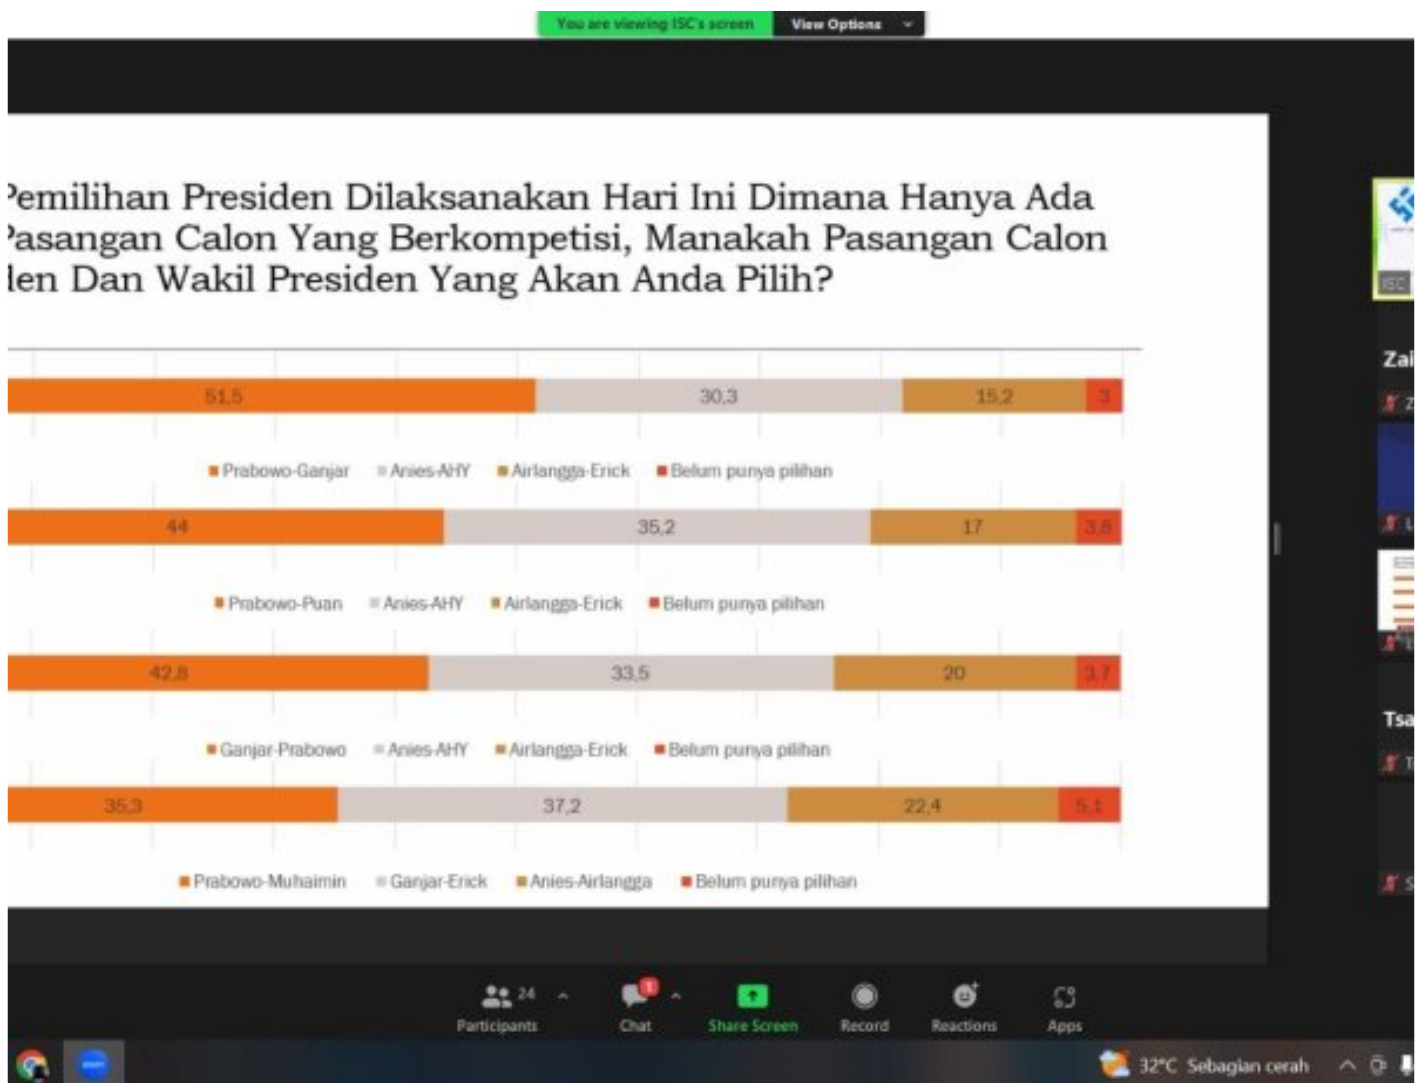 You are viewing ISC's screen View Options
Pemilihan Presiden Dilaksanakan Hari Ini Dimana Hanya Ada
Pasangan Calon Yang Berkompetisi, Manakah Pasangan Calon
den Dan Wakil Presiden Yang Akan Anda Pilih?
51,5 30,3 15,2 3
Prabowo-Ganjar Anies-AHY Airlangga-Erick Belum punya pilihan
44 35,2 17 3,8
Prabowo-Puan Anies-AHY Airlangga-Erick Belum punya pilihan
42,8 33,5 20 3,7
Ganjar-Prabowo Anies-AHY Airlangga-Erick Belum punya pilihan
35,3 37,2 22,4 5,1
Prabowo-Muhaimin Ganjar-Erick Anies-Airlangga Belum punya pilihan
ISC
Zai
Z
L
Tsa
T
S
24 1
Participants Chat Share Screen Record Reactions Apps
32°C Sebagian cerah